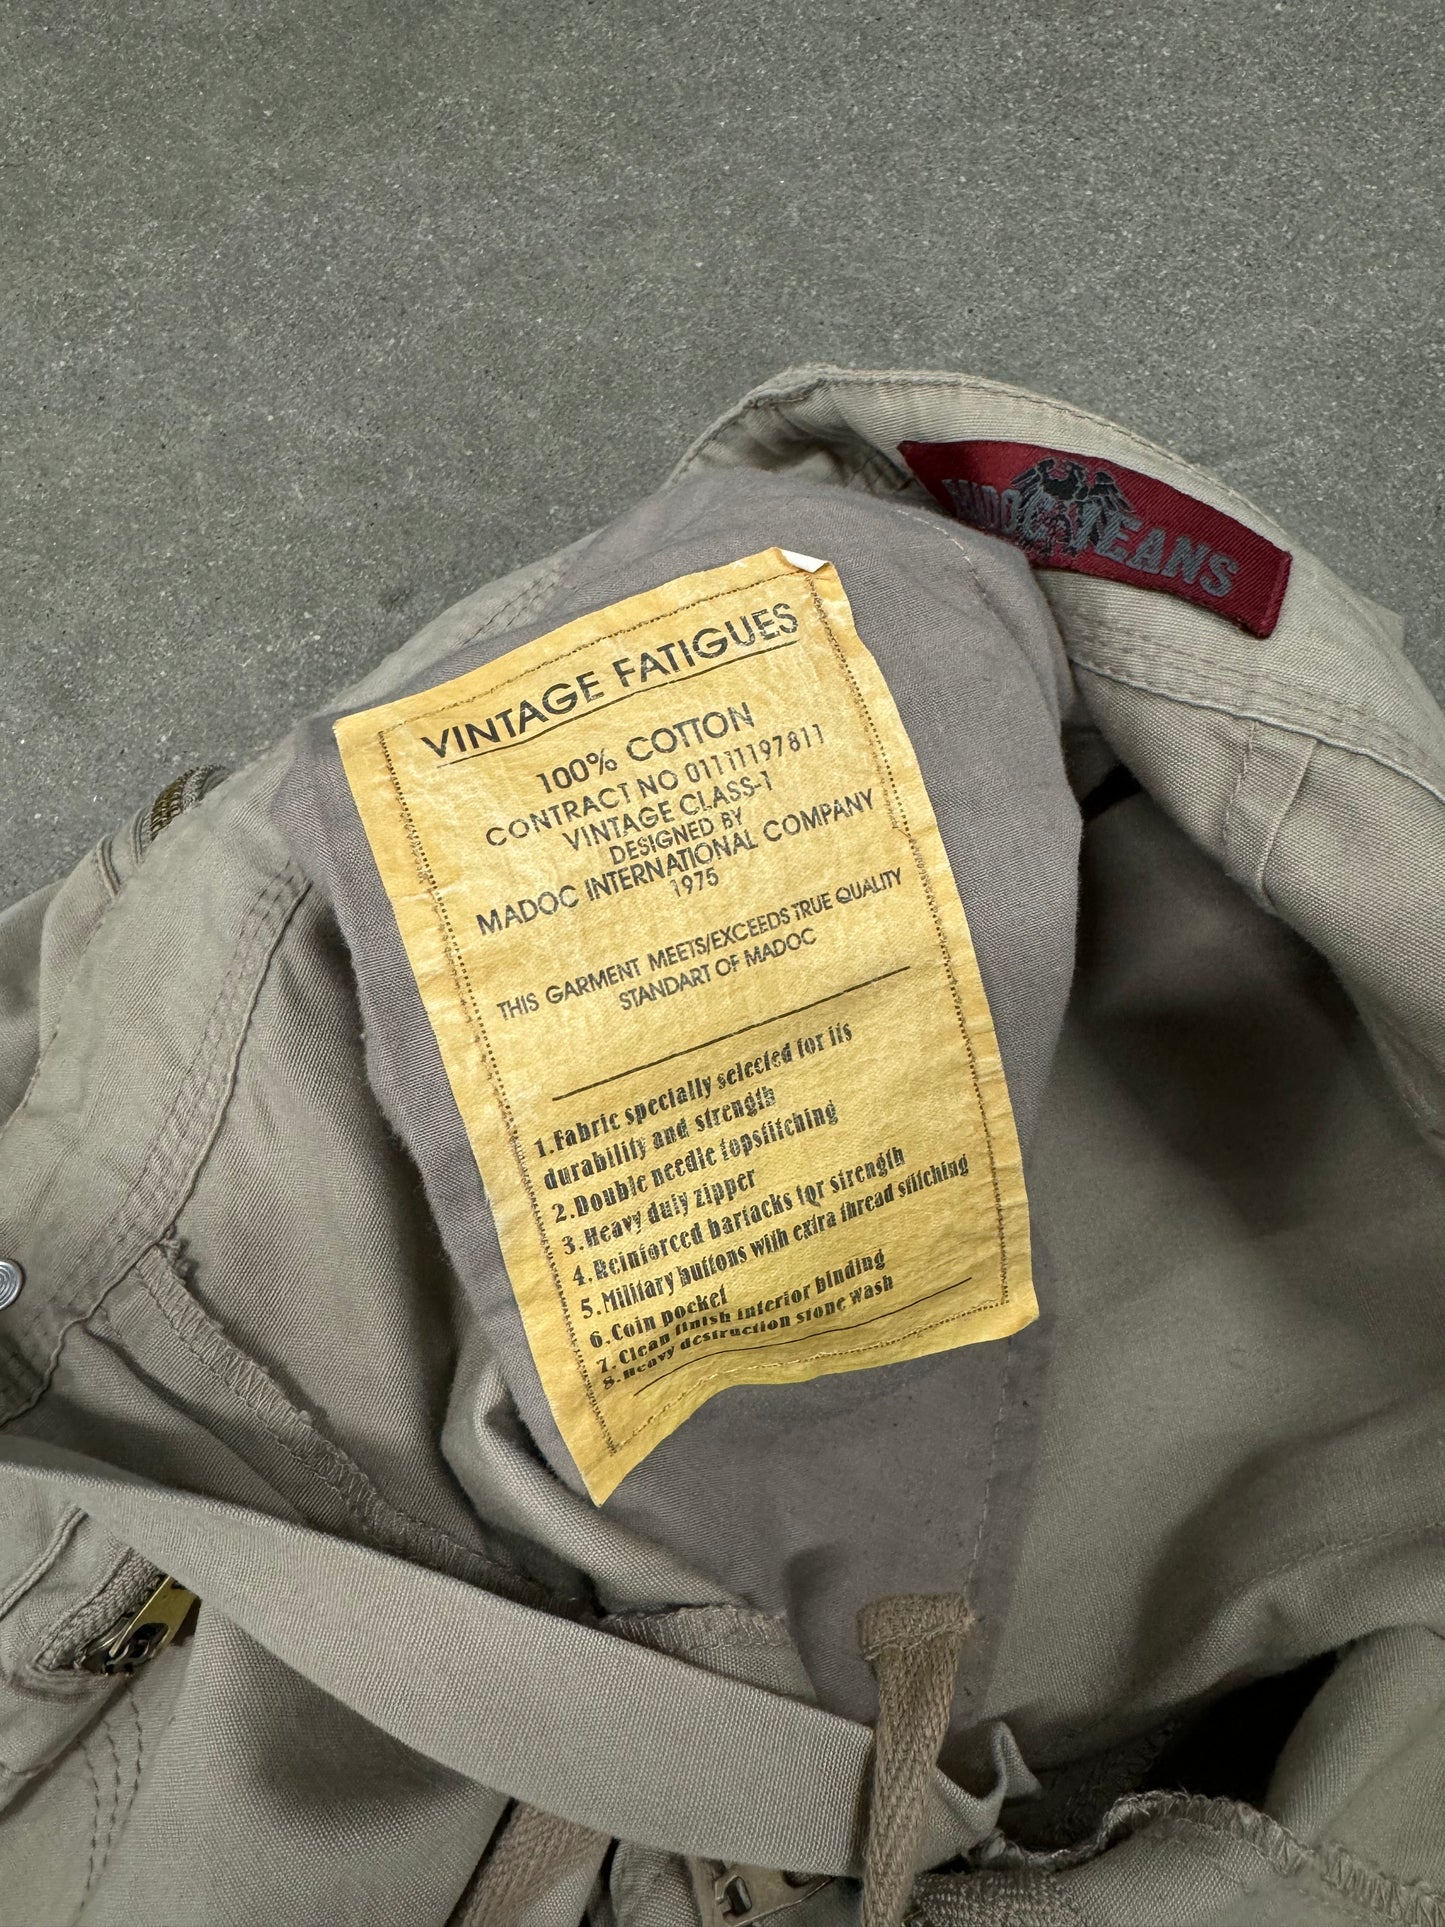 MADOC JEANS
VINTAGE FATIGUES
100% COTTON
CONTRACT NO 01111197811
VINTAGE CLASS-1
DESIGNED BY
MADOC INTERNATIONAL COMPANY
1975
THIS GARMENT MEETS/EXCEEDS TRUE QUALITY
STANDART OF MADOC
1.Fabric specially selected for its
durability and strength
2.Double needle topstitching
3.Heavy duty zipper
4.Reinforced bartacks for strength
5.Military buttons with extra thread stitching
6.Coin pocket
7.Clean finish interior binding
8.Heavy destruction stone wash